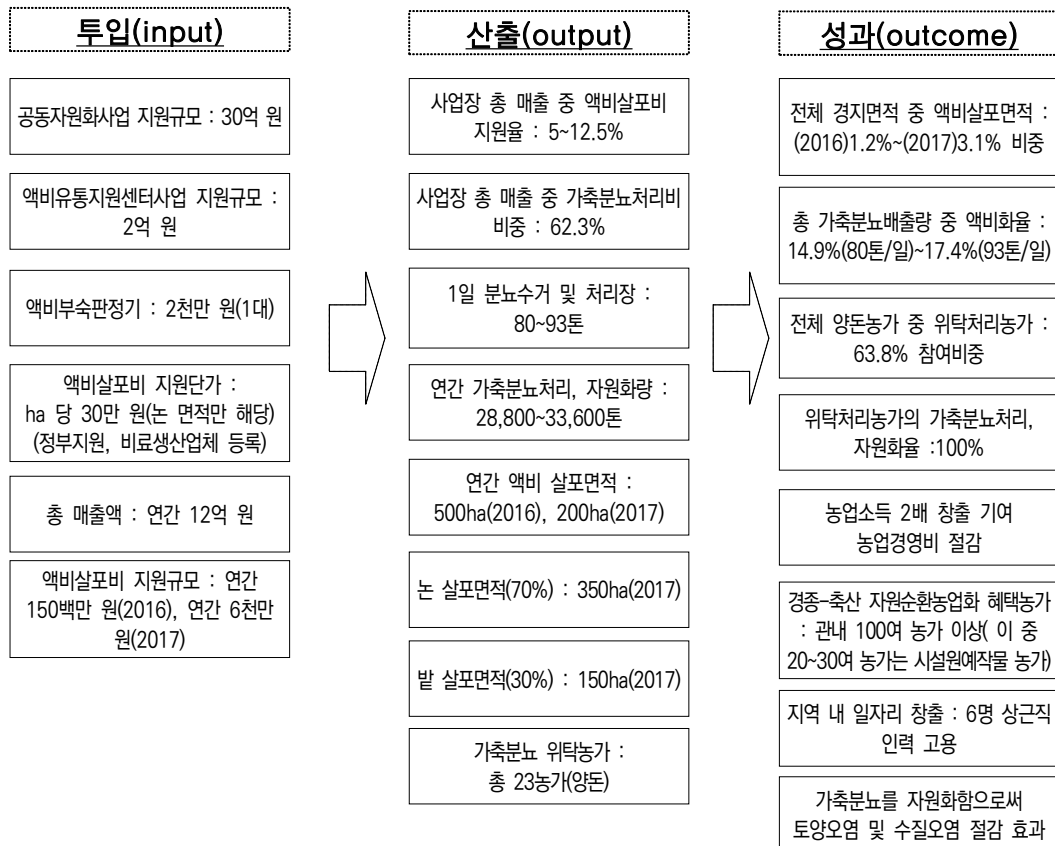 투입(input)
공동자원화사업 지원규모 : 30억 원
액비유통지원센터사업 지원규모 :
2억 원
액비부숙판정기 : 2천만 원(1대)
액비살포비 지원단가 :
ha 당 30만 원(논 면적만 해당)
(정부지원, 비료생산업체 등록)
총 매출액 : 연간 12억 원
액비살포비 지원규모 : 연간
150백만 원(2016), 연간 6천만
원(2017)
산출(output)
사업장 총 매출 중 액비살포비
지원율 : 5~12.5%
사업장 총 매출 중 가축분뇨처리비
비중 : 62.3%
1일 분뇨수거 및 처리장 :
80~93톤
연간 가축분뇨처리, 자원화량 :
28,800~33,600톤
연간 액비 살포면적 :
500ha(2016), 200ha(2017)
논 살포면적(70%) : 350ha(2017)
밭 살포면적(30%) : 150ha(2017)
가축분뇨 위탁농가 :
총 23농가(양돈)
성과(outcome)
전체 경지면적 중 액비살포면적 :
(2016)1.2%~(2017)3.1% 비중
총 가축분뇨배출량 중 액비화율 :
14.9%(80톤/일)~17.4%(93톤/일)
전체 양돈농가 중 위탁처리농가 :
63.8% 참여비중
위탁처리농가의 가축분뇨처리,
자원화율 :100%
농업소득 2배 창출 기여
농업경영비 절감
경종-축산 자원순환농업화 혜택농가
: 관내 100여 농가 이상( 이 중
20~30여 농가는 시설원예작물 농가)
지역 내 일자리 창출 : 6명 상근직
인력 고용
가축분뇨를 자원화함으로써
토양오염 및 수질오염 절감 효과